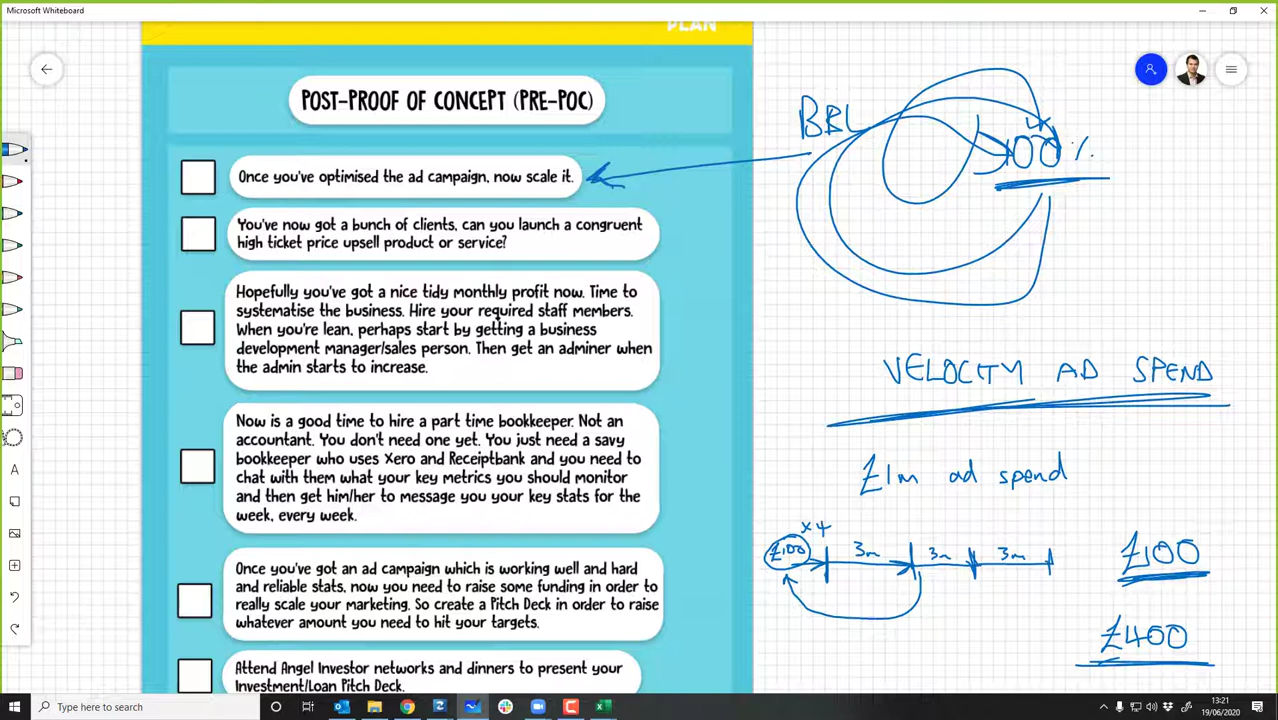 Microsoft Whiteboard
PLAN
POST-PROOF OF CONCEPT (PRE-POC)
Once you've optimised the ad campaign, now scale it.
You've now got a bunch of clients, can you launch a congruent
high ticket price upsell product or service?
Hopefully you've got a nice tidy monthly profit now. Time to
systematise the business. Hire your required staff members.
When you're lean, perhaps start by getting a business
development manager/sales person. Then get an adminer when
the admin starts to increase.
Now is a good time to hire a part time bookkeeper. Not an
accountant. You don't need one yet. You just need a savy
bookkeeper who uses Xero and Receiptbank and you need to
chat with them what your key metrics you should monitor
and then get him/her to message you your key stats for the
week, every week.
Once you've got an ad campaign which is working well and hard
and reliable stats, now you need to raise some funding in order to
really scale your marketing. So create a Pitch Deck in order to raise
whatever amount you need to hit your targets.
Attend Angel Investor networks and dinners to present your
Investment/Loan Pitch Deck.
BBL
100%
VELOCITY AD SPEND
£1m ad spend
x4
£100 3m 3m 3m
£100
£400
A
Type here to search
13:21
19/06/2020